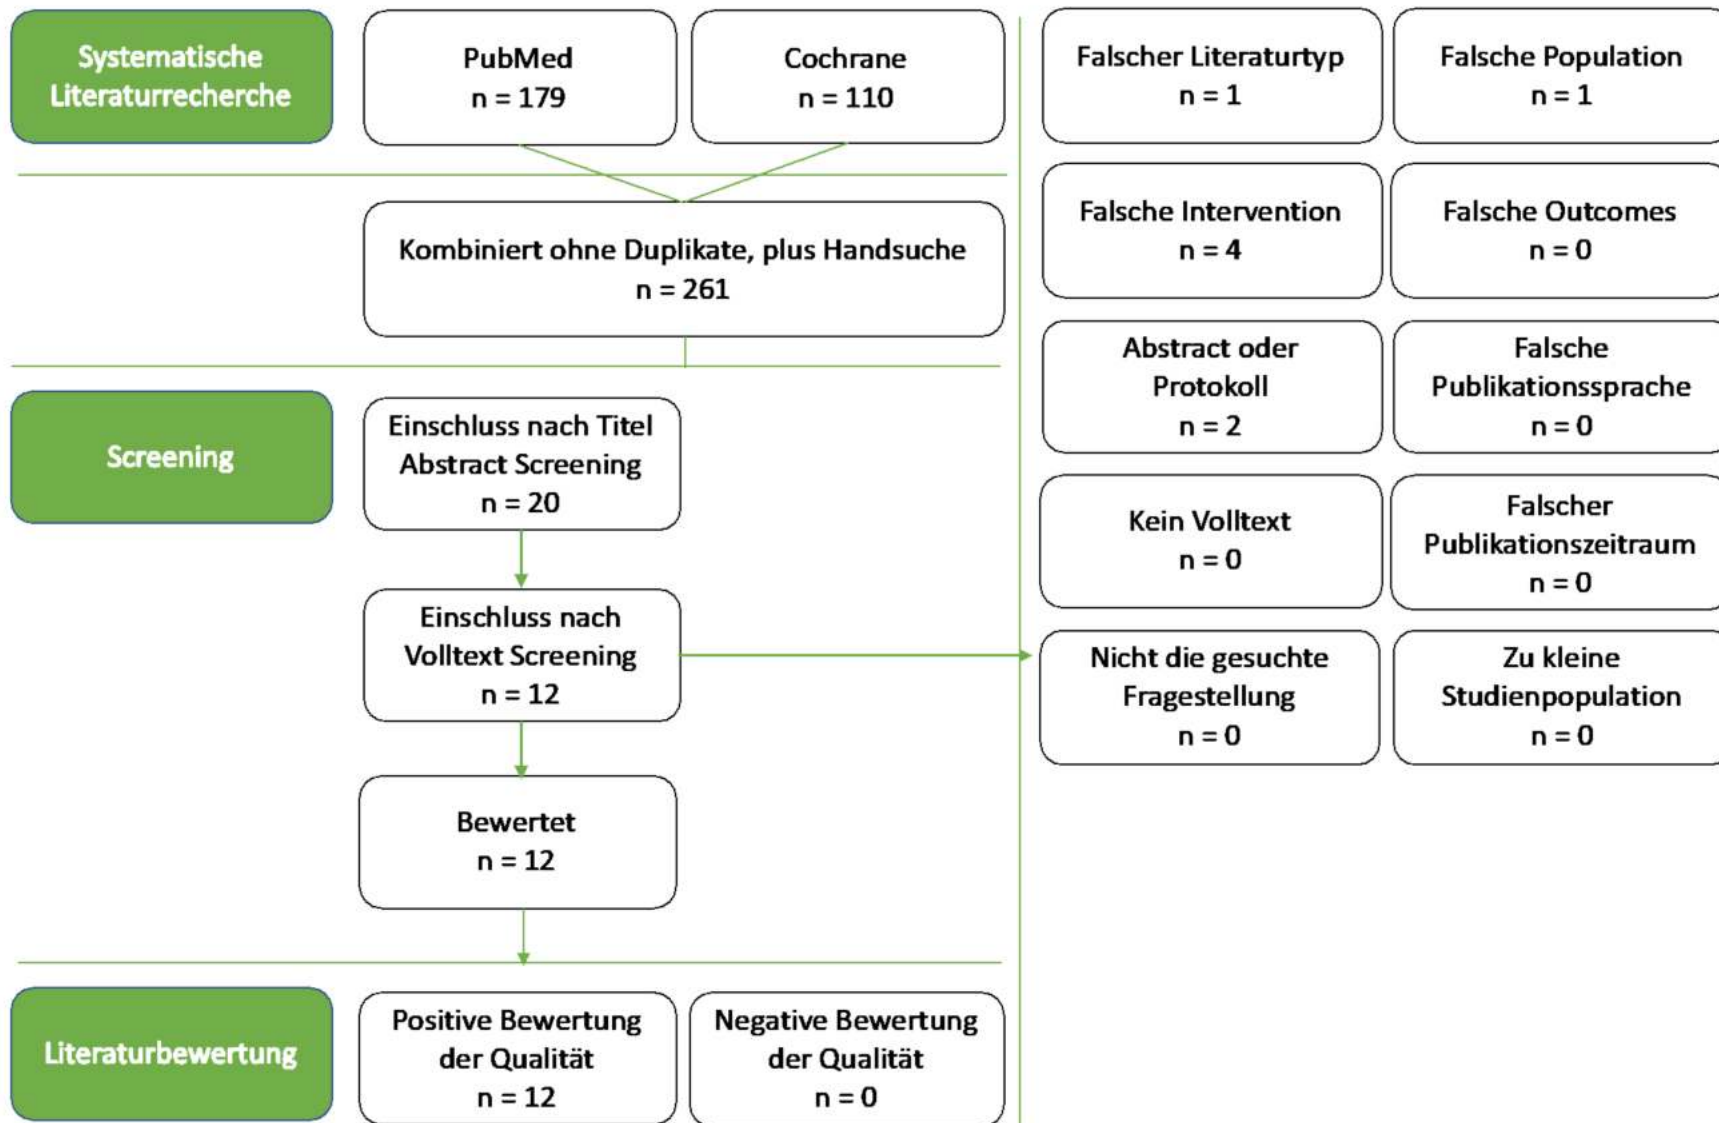 Systematische
Literaturrecherche
PubMed
n = 179
Cochrane
n = 110
Kombiniert ohne Duplikate, plus Handsuche
n = 261
Screening
Einschluss nach Titel
Abstract Screening
n = 20
Einschluss nach
Volltext Screening
n = 12
Bewertet
n = 12
Literaturbewertung
Positive Bewertung
der Qualität
n = 12
Negative Bewertung
der Qualität
n = 0
Falscher Literaturtyp
n = 1
Falsche Population
n = 1
Falsche Intervention
n = 4
Falsche Outcomes
n = 0
Abstract oder
Protokoll
n = 2
Falsche
Publikationssprache
n = 0
Kein Volltext
n = 0
Falscher
Publikationszeitraum
n = 0
Nicht die gesuchte
Fragestellung
n = 0
Zu kleine
Studienpopulation
n = 0